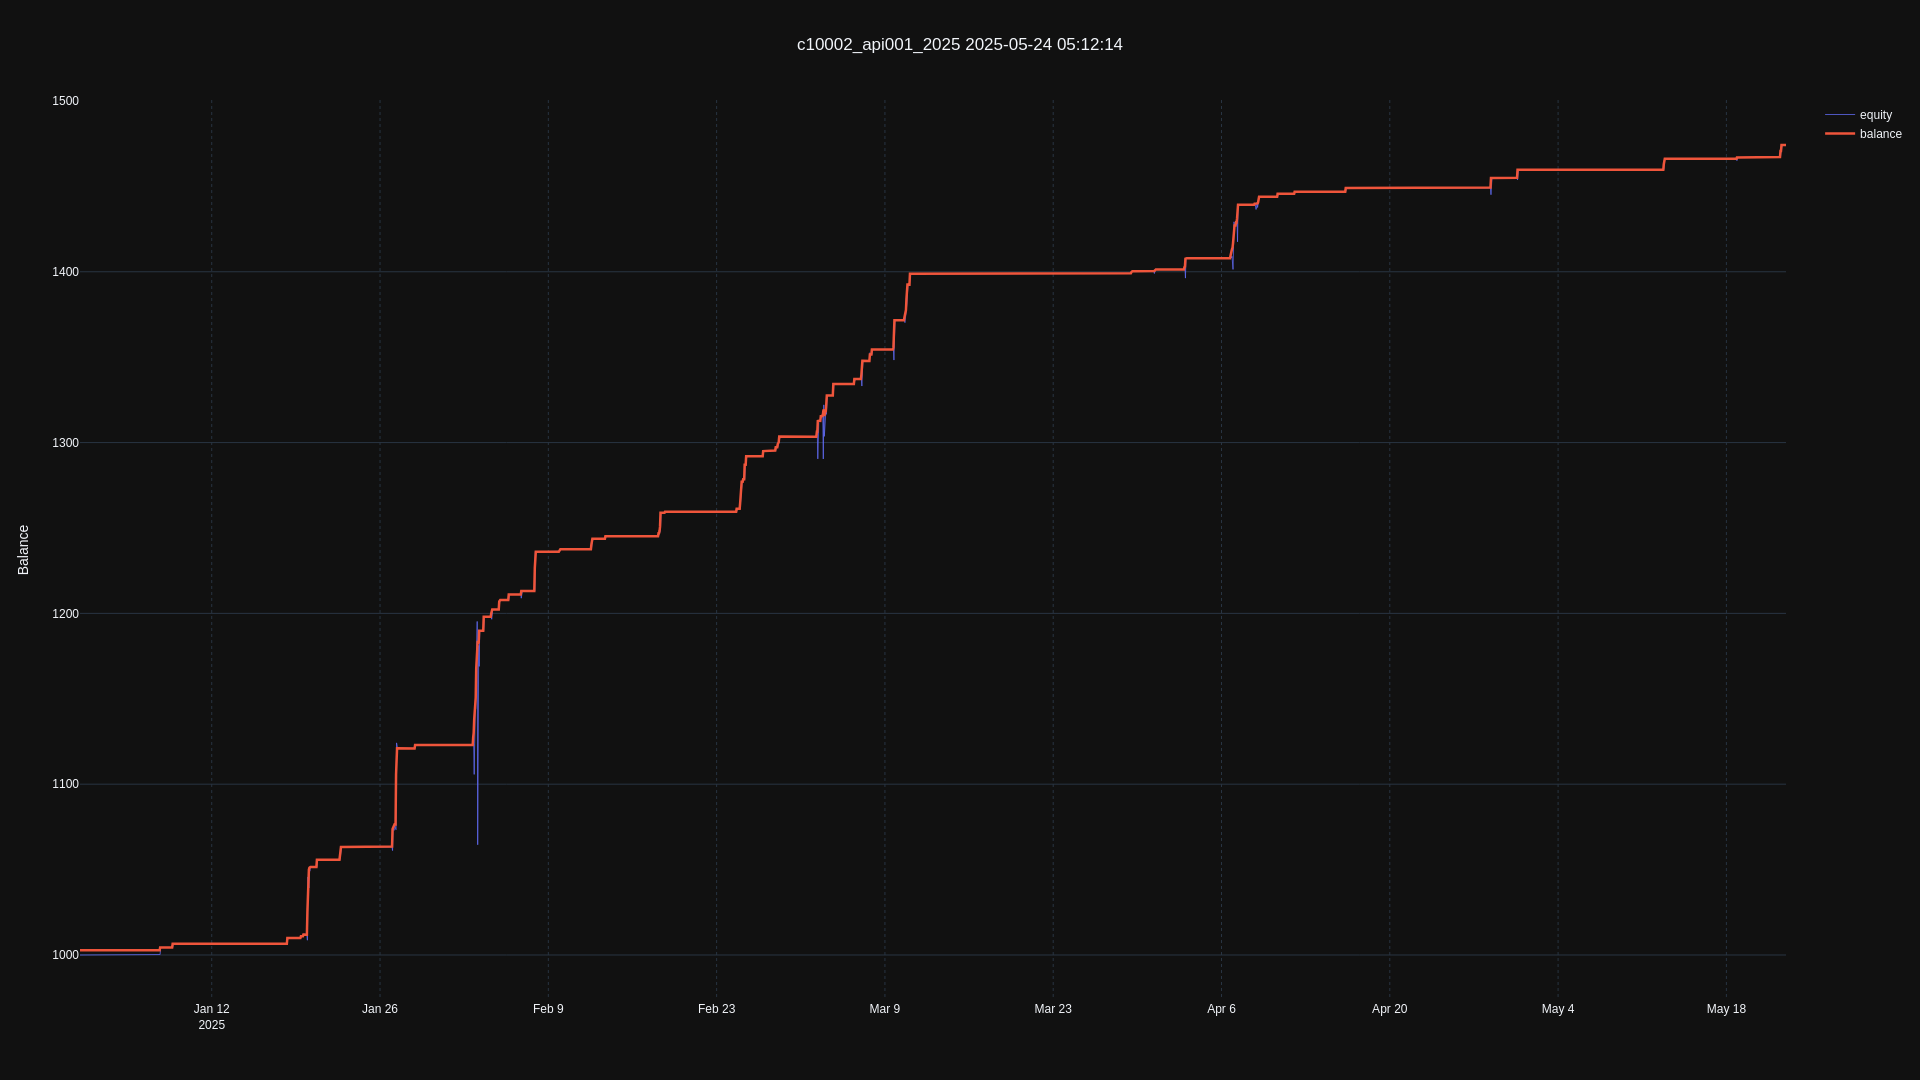 c10002_api001_2025 2025-05-24 05:12:14
equity
balance
1500
1400
1300
1200
1100
1000
Balance
Jan 12
2025
Jan 26
Feb 9
Feb 23
Mar 9
Mar 23
Apr 6
Apr 20
May 4
May 18